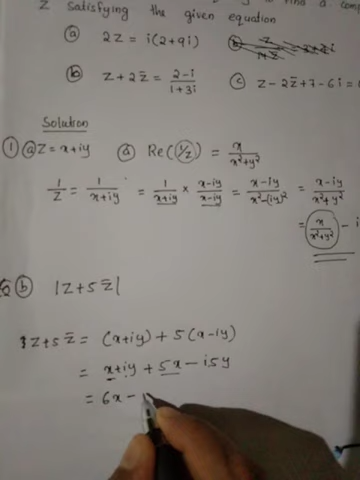 Z satisfying the given equation
(a) 2z = i(2+9i)
(b) z + 2z̄ = (2-i)/(1+3i) (c) z - 2z̄ + 7 - 6i =
Solution
(1) (a) z = x+iy (a) Re(1/z) = x/(x²+y²)
1/z = 1/(x+iy) = 1/(x+iy) × (x-iy)/(x-iy) = (x-iy)/(x²-(iy)²) = (x-iy)/(x²+y²)
= x/(x²+y²) - i
(b) |z+5z̄|
z+5z̄ = (x+iy) + 5(x-iy)
= x+iy + 5x - i5y
= 6x -